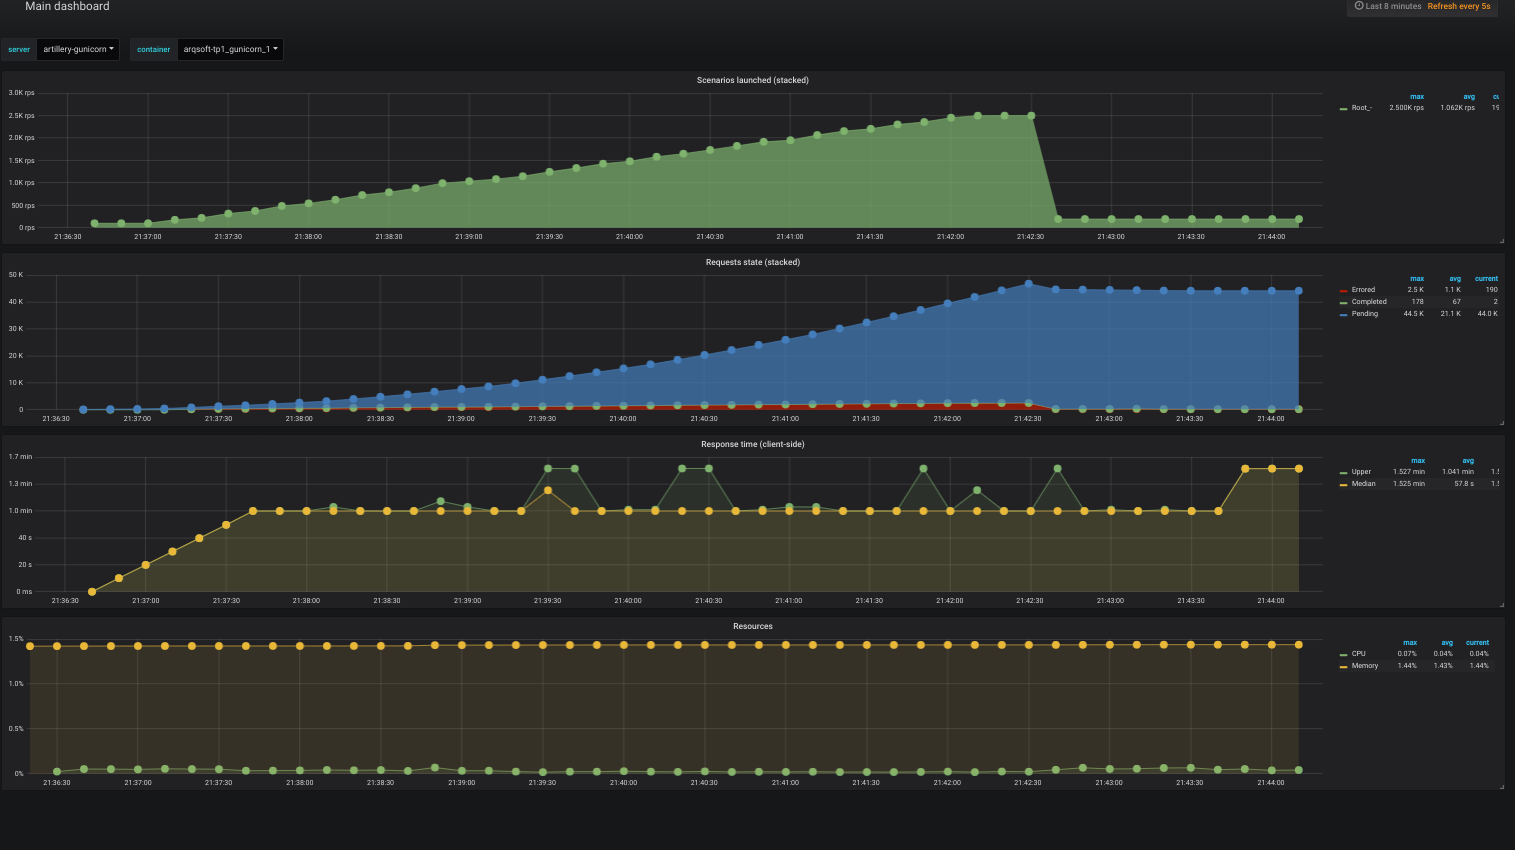 Main dashboard
Last 8 minutes Refresh every 5s
server artillery-gunicorn container arqsoft-tp1_gunicorn_1
Scenarios launched (stacked)
3.0K rps
2.5K rps
2.0K rps
1.5K rps
1.0K rps
500 rps
0 rps
21:36:30 21:37:00 21:37:30 21:38:00 21:38:30 21:39:00 21:39:30 21:40:00 21:40:30 21:41:00 21:41:30 21:42:00 21:42:30 21:43:00 21:43:30 21:44:00
max avg
Root_- 2.500K rps 1.062K rps 19
Requests state (stacked)
50 K
40 K
30 K
20 K
10 K
0
21:36:30 21:37:00 21:37:30 21:38:00 21:38:30 21:39:00 21:39:30 21:40:00 21:40:30 21:41:00 21:41:30 21:42:00 21:42:30 21:43:00 21:43:30 21:44:00
max avg current
Errored 2.5 K 1.1 K 190
Completed 178 67 2
Pending 44.5 K 21.1 K 44.0 K
Response time (client-side)
1.7 min
1.3 min
1.0 min
40 s
20 s
0 ms
21:36:30 21:37:00 21:37:30 21:38:00 21:38:30 21:39:00 21:39:30 21:40:00 21:40:30 21:41:00 21:41:30 21:42:00 21:42:30 21:43:00 21:43:30 21:44:00
max avg
Upper 1.527 min 1.041 min 1.5
Median 1.525 min 57.8 s 1.5
Resources
1.5%
1.0%
0.5%
0%
21:36:30 21:37:00 21:37:30 21:38:00 21:38:30 21:39:00 21:39:30 21:40:00 21:40:30 21:41:00 21:41:30 21:42:00 21:42:30 21:43:00 21:43:30 21:44:00
max avg current
CPU 0.07% 0.04% 0.04%
Memory 1.44% 1.43% 1.44%